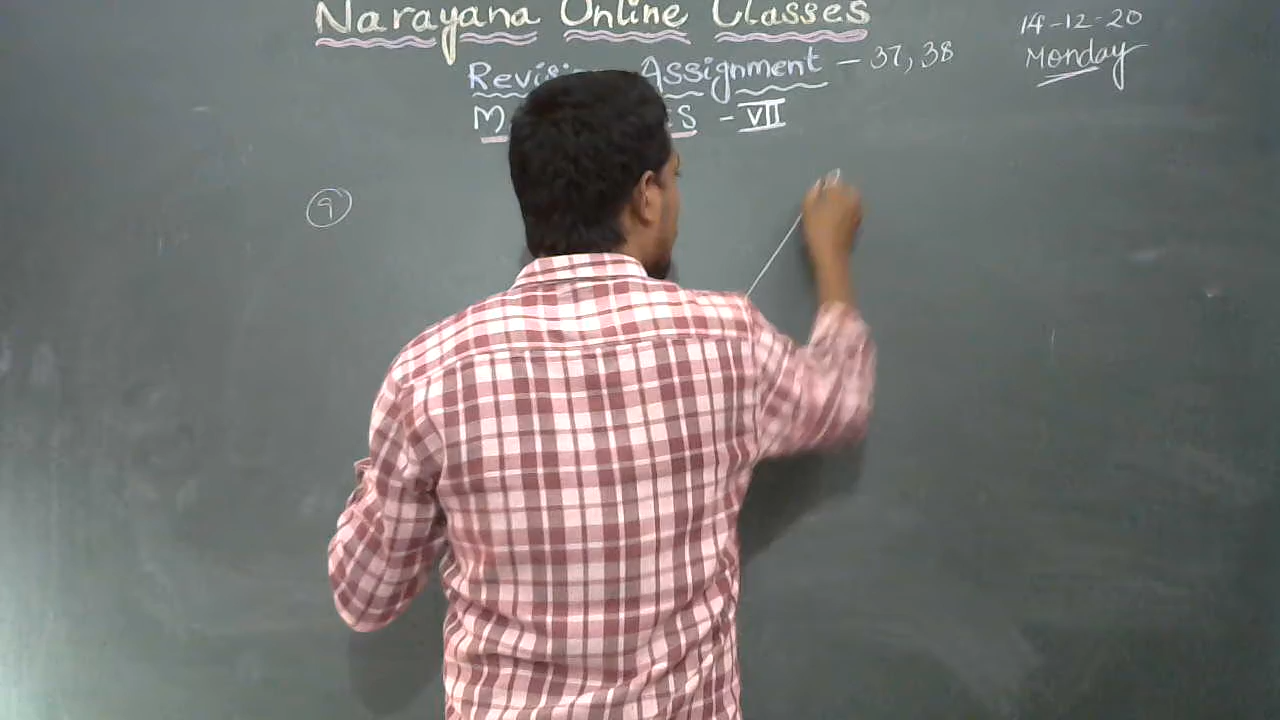 Narayana Online Classes
14-12-20
Monday
Assignment - 37, 38
- VII
9